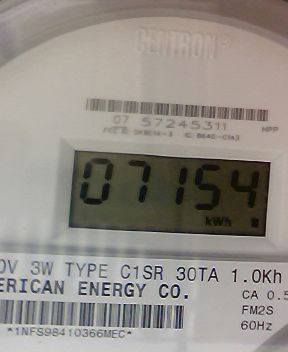 CENTRON®
07 57245311
HPP
07154
kWh
0V 3W TYPE C1SR 30TA 1.0Kh
ERICAN ENERGY CO.
CA 0.5
FM2S
60Hz
*1NFS98410366MEC*